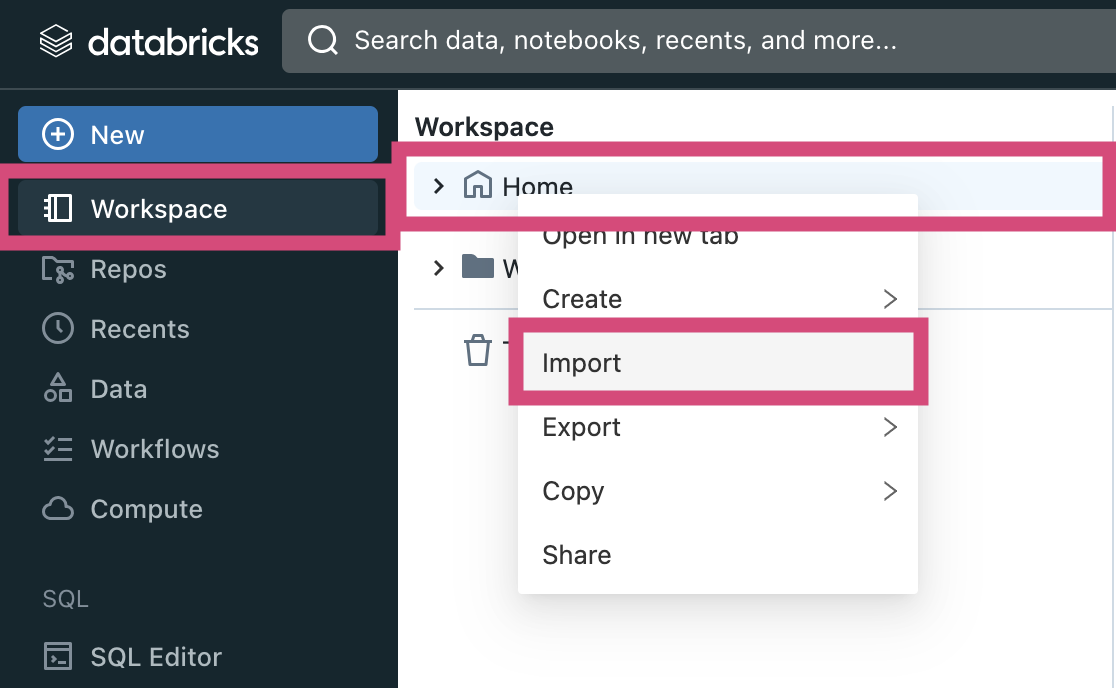 databricks
Search data, notebooks, recents, and more...
New
Workspace
Repos
Recents
Data
Workflows
Compute
SQL
SQL Editor
Workspace
Home
Open in new tab
Create
Import
Export
Copy
Share